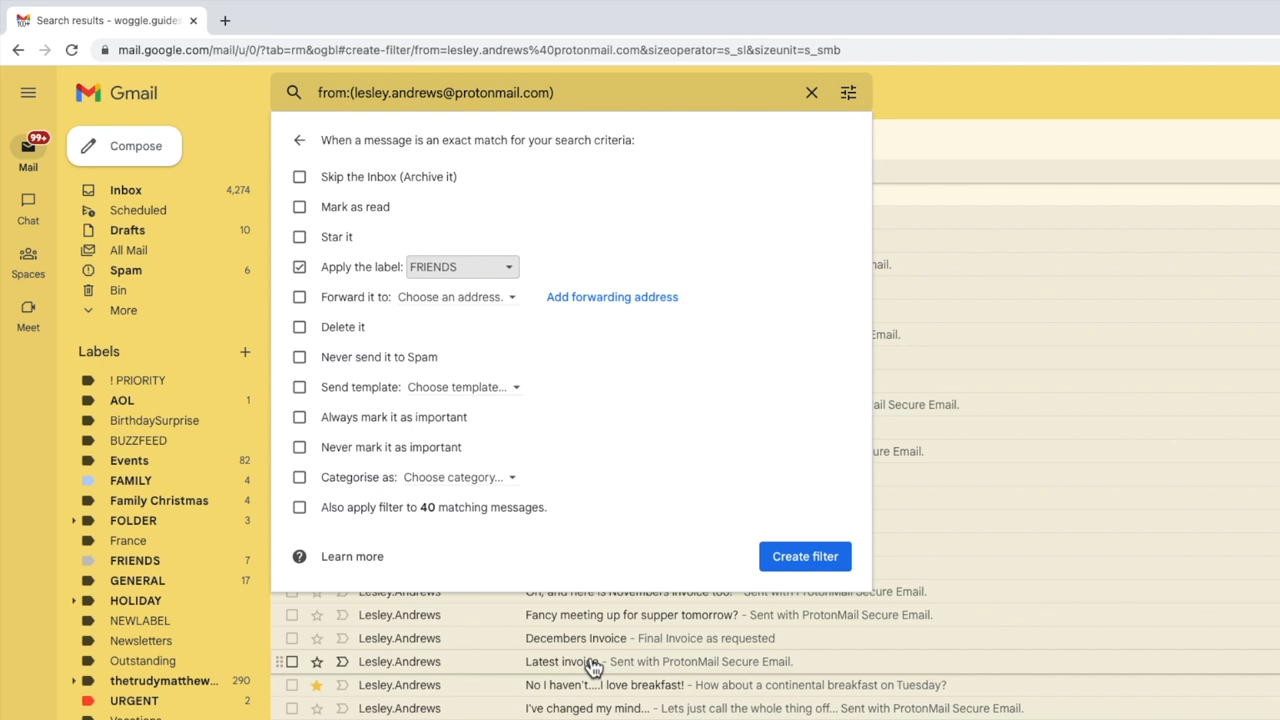 Search results - woggle.guides
mail.google.com/mail/u/0/?tab=rm&ogbl#create-filter/from=lesley.andrews%40protonmail.com&sizeoperator=s_sl&sizeunit=s_smb
Gmail
from:(lesley.andrews@protonmail.com)
99+
Mail
Chat
Spaces
Meet
Compose
Inbox 4,274
Scheduled
Drafts 10
All Mail
Spam 6
Bin
More
Labels
! PRIORITY
AOL 1
BirthdaySurprise
BUZZFEED
Events 82
FAMILY 4
Family Christmas 4
FOLDER 3
France
FRIENDS 7
GENERAL 17
HOLIDAY
NEWLABEL
Newsletters
Outstanding
thetrudymatthew... 290
URGENT 2
Vacations
When a message is an exact match for your search criteria:
Skip the Inbox (Archive it)
Mark as read
Star it
Apply the label: FRIENDS
Forward it to: Choose an address. Add forwarding address
Delete it
Never send it to Spam
Send template: Choose template...
Always mark it as important
Never mark it as important
Categorise as: Choose category...
Also apply filter to 40 matching messages.
Learn more
Create filter
ail.
Email.
ail Secure Email.
ure Email.
Lesley.Andrews Oh, and here is Novembers Invoice too! - Sent with ProtonMail Secure Email.
Lesley.Andrews Fancy meeting up for supper tomorrow? - Sent with ProtonMail Secure Email.
Lesley.Andrews Decembers Invoice - Final Invoice as requested
Lesley.Andrews Latest invoice - Sent with ProtonMail Secure Email.
Lesley.Andrews No I haven't....I love breakfast! - How about a continental breakfast on Tuesday?
Lesley.Andrews I've changed my mind... - Lets just call the whole thing off... Sent with ProtonMail Secure Email.